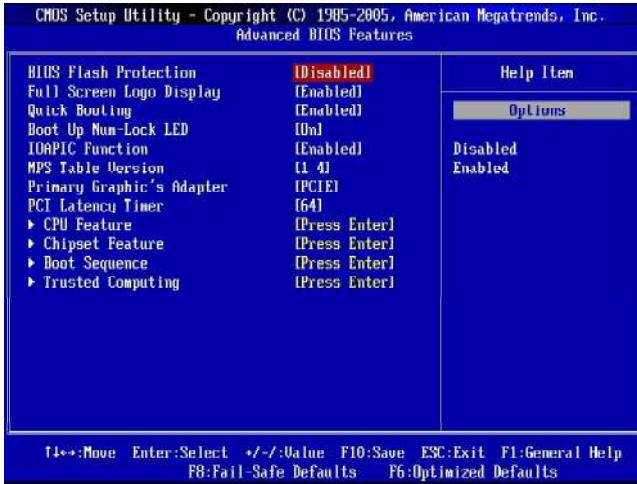 CMOS Setup Utility - Copyright (C) 1985-2005, American Megatrends, Inc.
Advanced BIOS Features
BIOS Flash Protection [Disabled]
Full Screen Logo Display [Enabled]
Quick Booting [Enabled]
Boot Up Num-Lock LED [On]
IOAPIC Function [Enabled]
MPS Table Version [1.4]
Primary Graphic's Adapter [PCIE]
PCI Latency Timer [64]
▶ CPU Feature [Press Enter]
▶ Chipset Feature [Press Enter]
▶ Boot Sequence [Press Enter]
▶ Trusted Computing [Press Enter]
Help Item
Options
Disabled
Enabled
↑↓←→:Move Enter:Select +/-/:Value F10:Save ESC:Exit F1:General Help
F8:Fail-Safe Defaults F6:Optimized Defaults